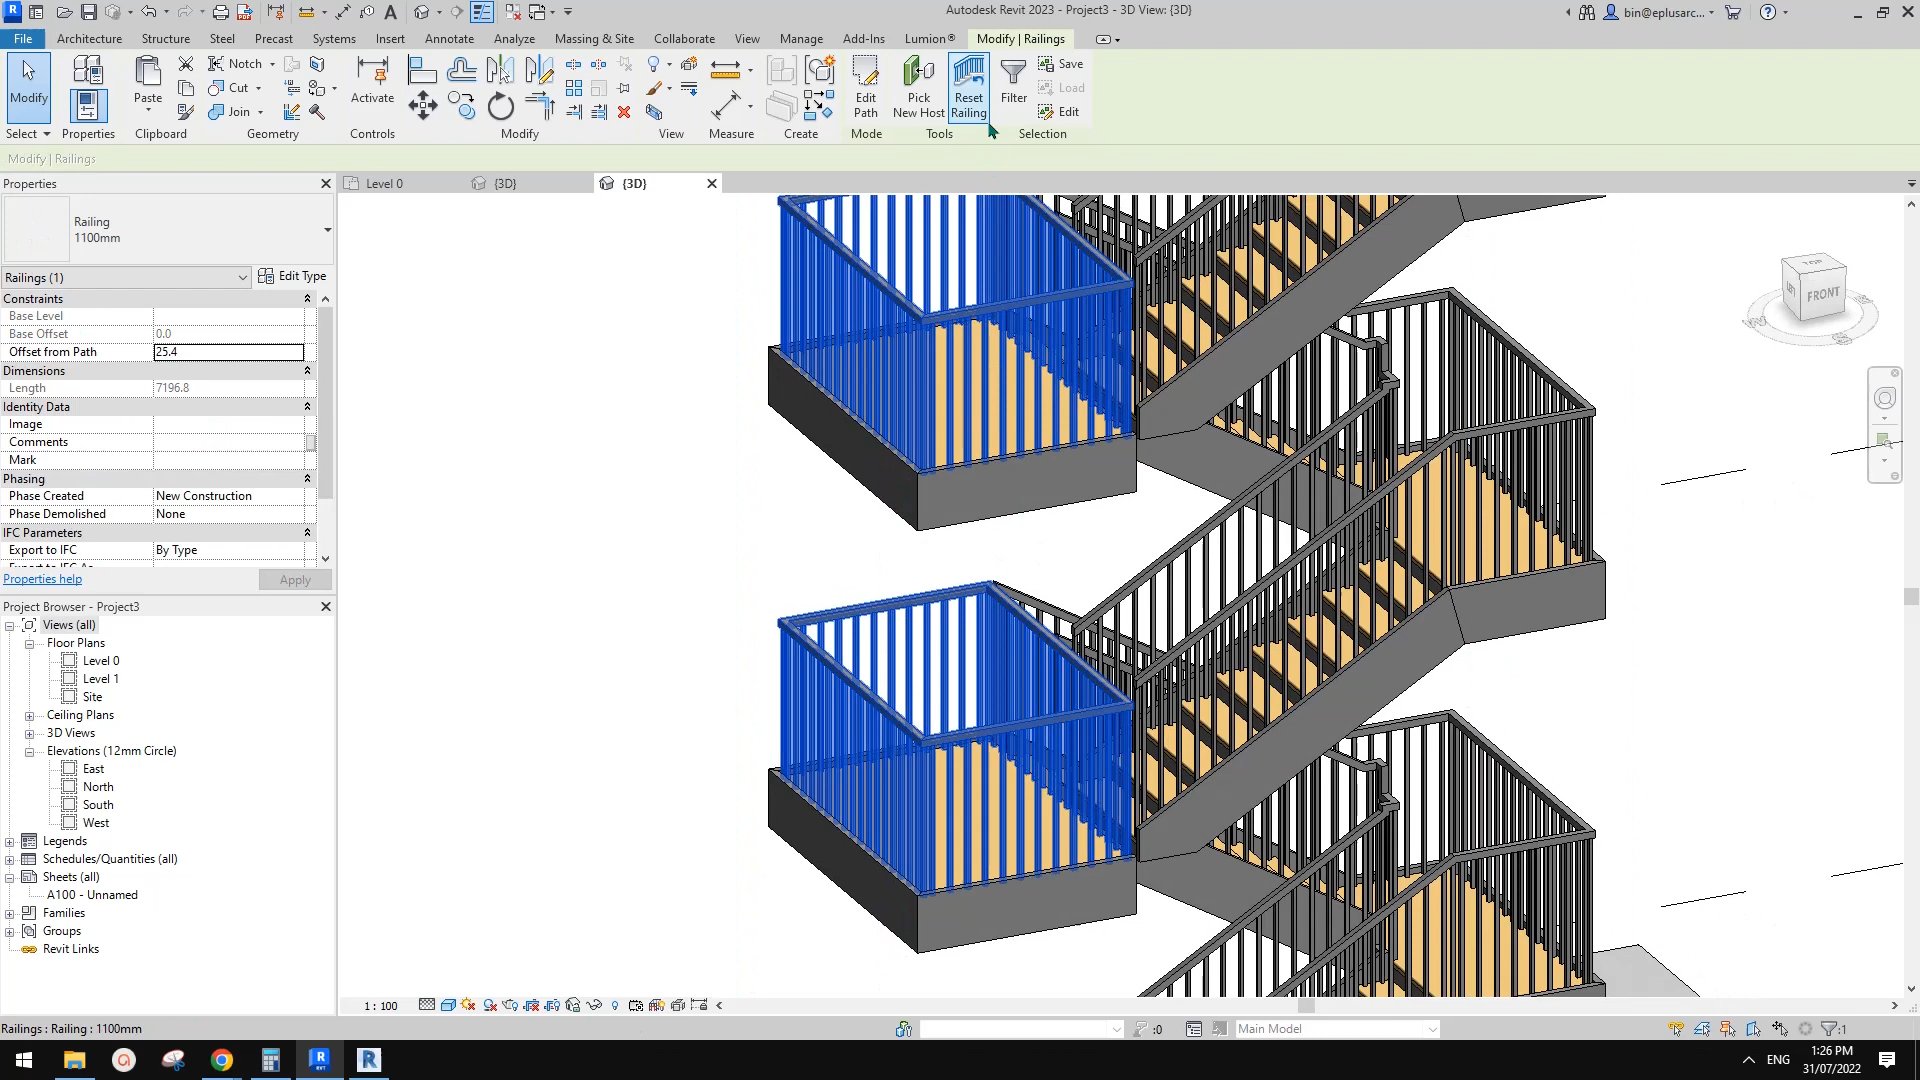 Autodesk Revit 2023 - Project3 - 3D View: {3D}
bin@eplusarc...
File
Architecture
Structure
Steel
Precast
Systems
Insert
Annotate
Analyze
Massing & Site
Collaborate
View
Manage
Add-Ins
Lumion®
Modify | Railings
Modify
Paste
Notch
Cut
Join
Activate
Edit Path
Pick New Host
Reset Railing
Filter
Save
Load
Edit
Select
Properties
Clipboard
Geometry
Controls
Modify
View
Measure
Create
Mode
Tools
Selection
Modify | Railings
Properties
Level 0
{3D}
{3D}
Railing
1100mm
Railings (1)
Edit Type
Constraints
Base Level
Base Offset 0.0
Offset from Path 25.4
Dimensions
Length 7196.8
Identity Data
Image
Comments
Mark
Phasing
Phase Created New Construction
Phase Demolished None
IFC Parameters
Export to IFC By Type
Properties help
Apply
TOP
FRONT
Project Browser - Project3
Views (all)
Floor Plans
Level 0
Level 1
Site
Ceiling Plans
3D Views
Elevations (12mm Circle)
East
North
South
West
Legends
Schedules/Quantities (all)
Sheets (all)
A100 - Unnamed
Families
Groups
Revit Links
1 : 100
Railings : Railing : 1100mm
:0
Main Model
:1
ENG
1:26 PM
31/07/2022